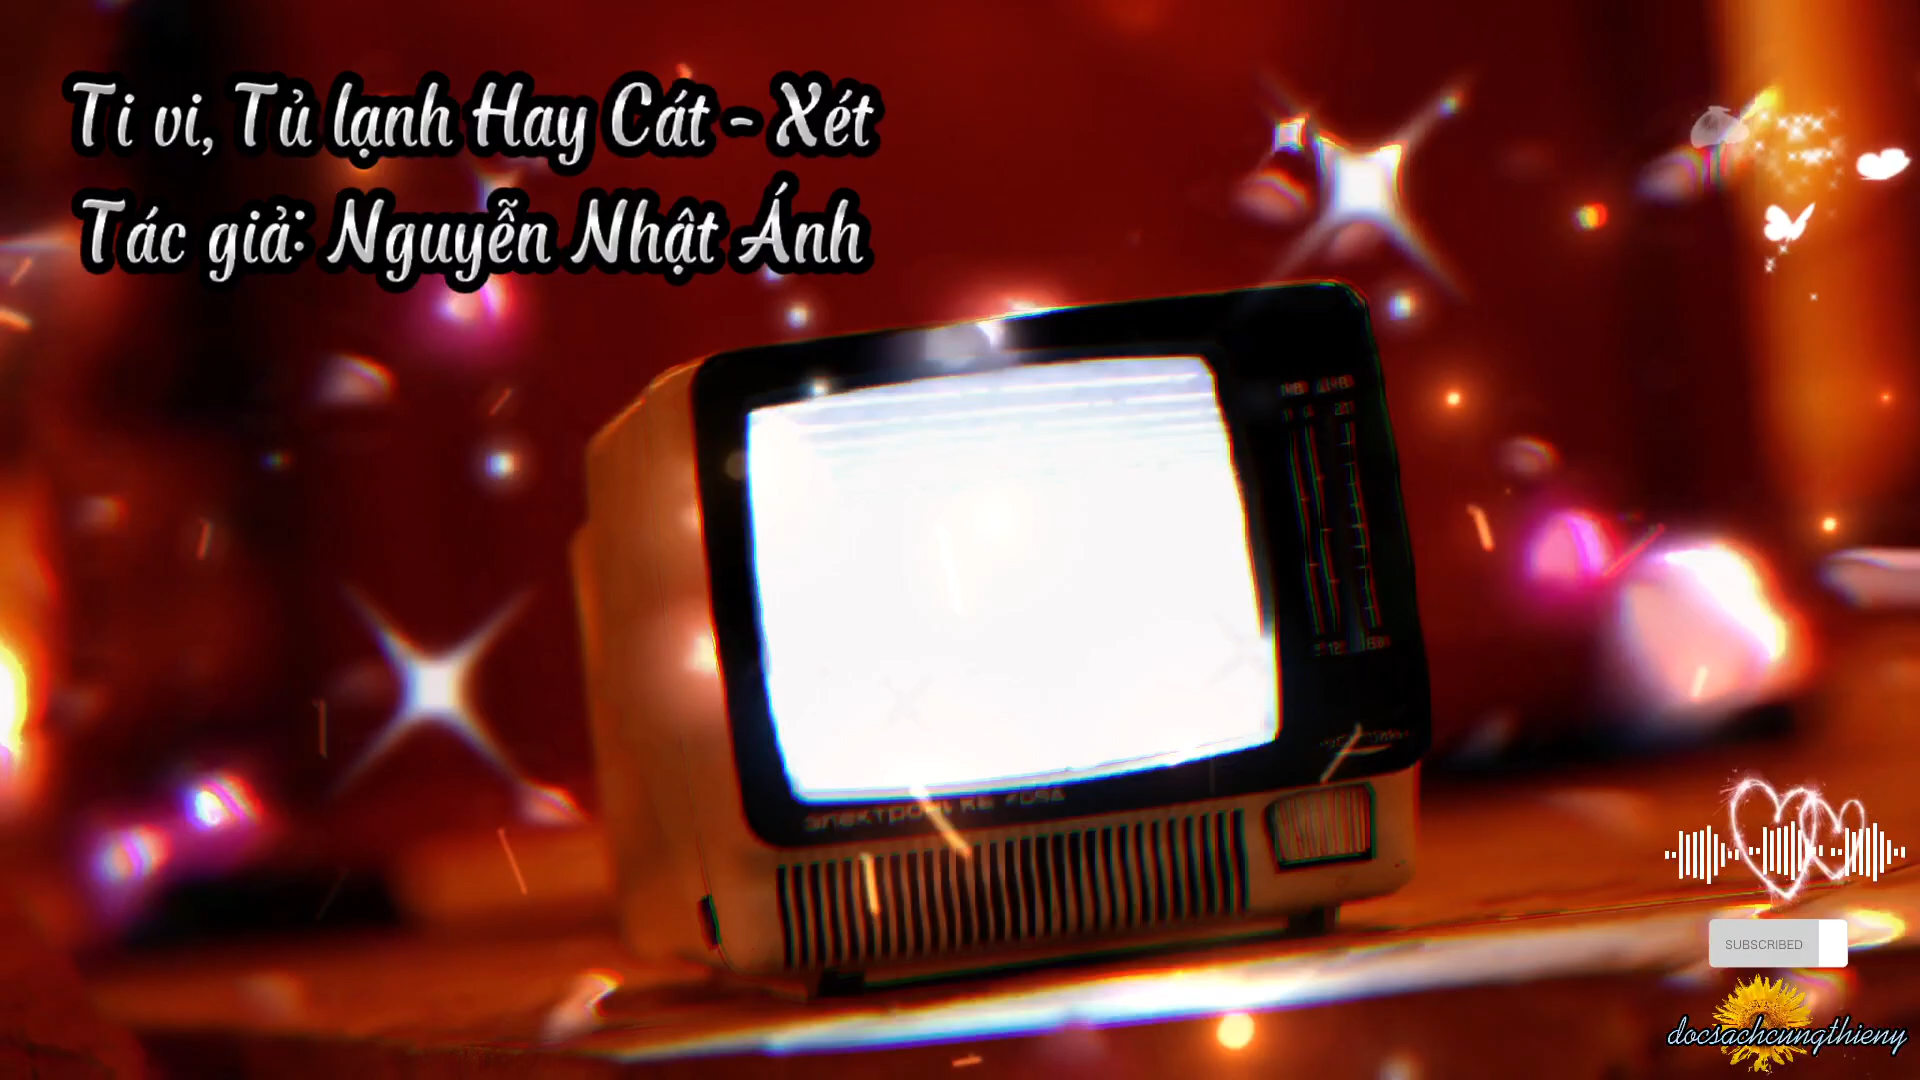 Ti vi, Tủ lạnh Hay Cát - Xét
Tác giả: Nguyễn Nhật Ánh
SUBSCRIBED
docsachcungthieny